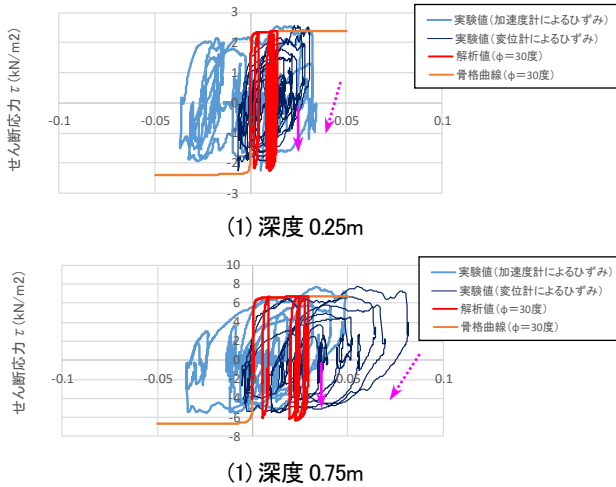 せん断応力 τ (kN/m2)
3
2
1
0
-1
-2
-3
-0.1
-0.05
0
0.05
0.1
実験値(加速度計によるひずみ)
実験値(変位計によるひずみ)
解析値(φ=30度)
骨格曲線(φ=30度)
(1) 深度 0.25m
せん断応力 τ (kN/m2)
10
8
6
4
2
0
-2
-4
-6
-8
-0.1
-0.05
0
0.05
0.1
実験値(加速度計によるひずみ)
実験値(変位計によるひずみ)
解析値(φ=30度)
骨格曲線(φ=30度)
(1) 深度 0.75m